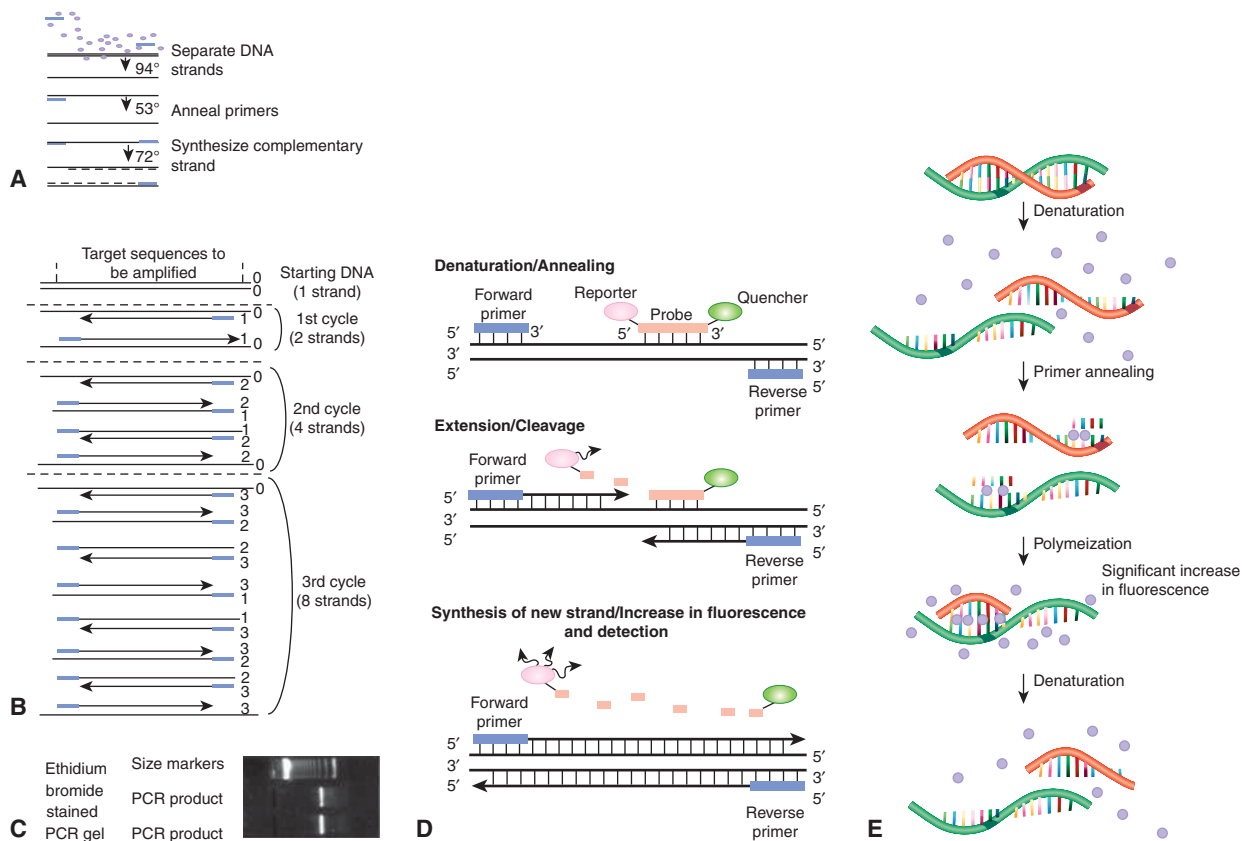 Separate DNA
strands
94°
53°
Anneal primers
Synthesize complementary
strand
72°
A
Target sequences to
be amplified
0
0
Starting DNA
(1 strand)
0
1
1
0
1st cycle
(2 strands)
0
2
2
1
1
2
2
0
2nd cycle
(4 strands)
0
3
3
2
2
3
3
1
1
3
3
2
2
3
3
3rd cycle
(8 strands)
B
Ethidium
bromide
stained
PCR gel
Size markers
PCR product
PCR product
C
Denaturation/Annealing
Forward
primer
Reporter
Quencher
Probe
5′
3′
5′
3′
5′
3′
3′
5′
5′
Reverse
primer
5′
Extension/Cleavage
Forward
primer
5′
5′
3′
3′
5′
5′
Reverse
primer
Synthesis of new strand/Increase in fluorescence
and detection
Forward
primer
5′
5′
3′
3′
5′
5′
Reverse
primer
D
Denaturation
Primer annealing
Polymeization
Significant increase
in fluorescence
Denaturation
E